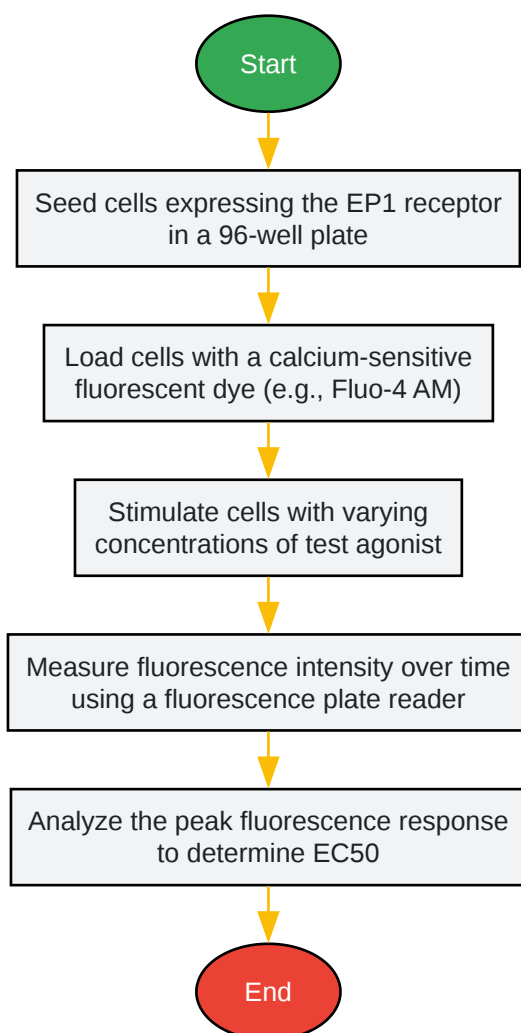 Start
Seed cells expressing the EP1 receptor
in a 96-well plate
Load cells with a calcium-sensitive
fluorescent dye (e.g., Fluo-4 AM)
Stimulate cells with varying
concentrations of test agonist
Measure fluorescence intensity over time
using a fluorescence plate reader
Analyze the peak fluorescence response
to determine EC50
End